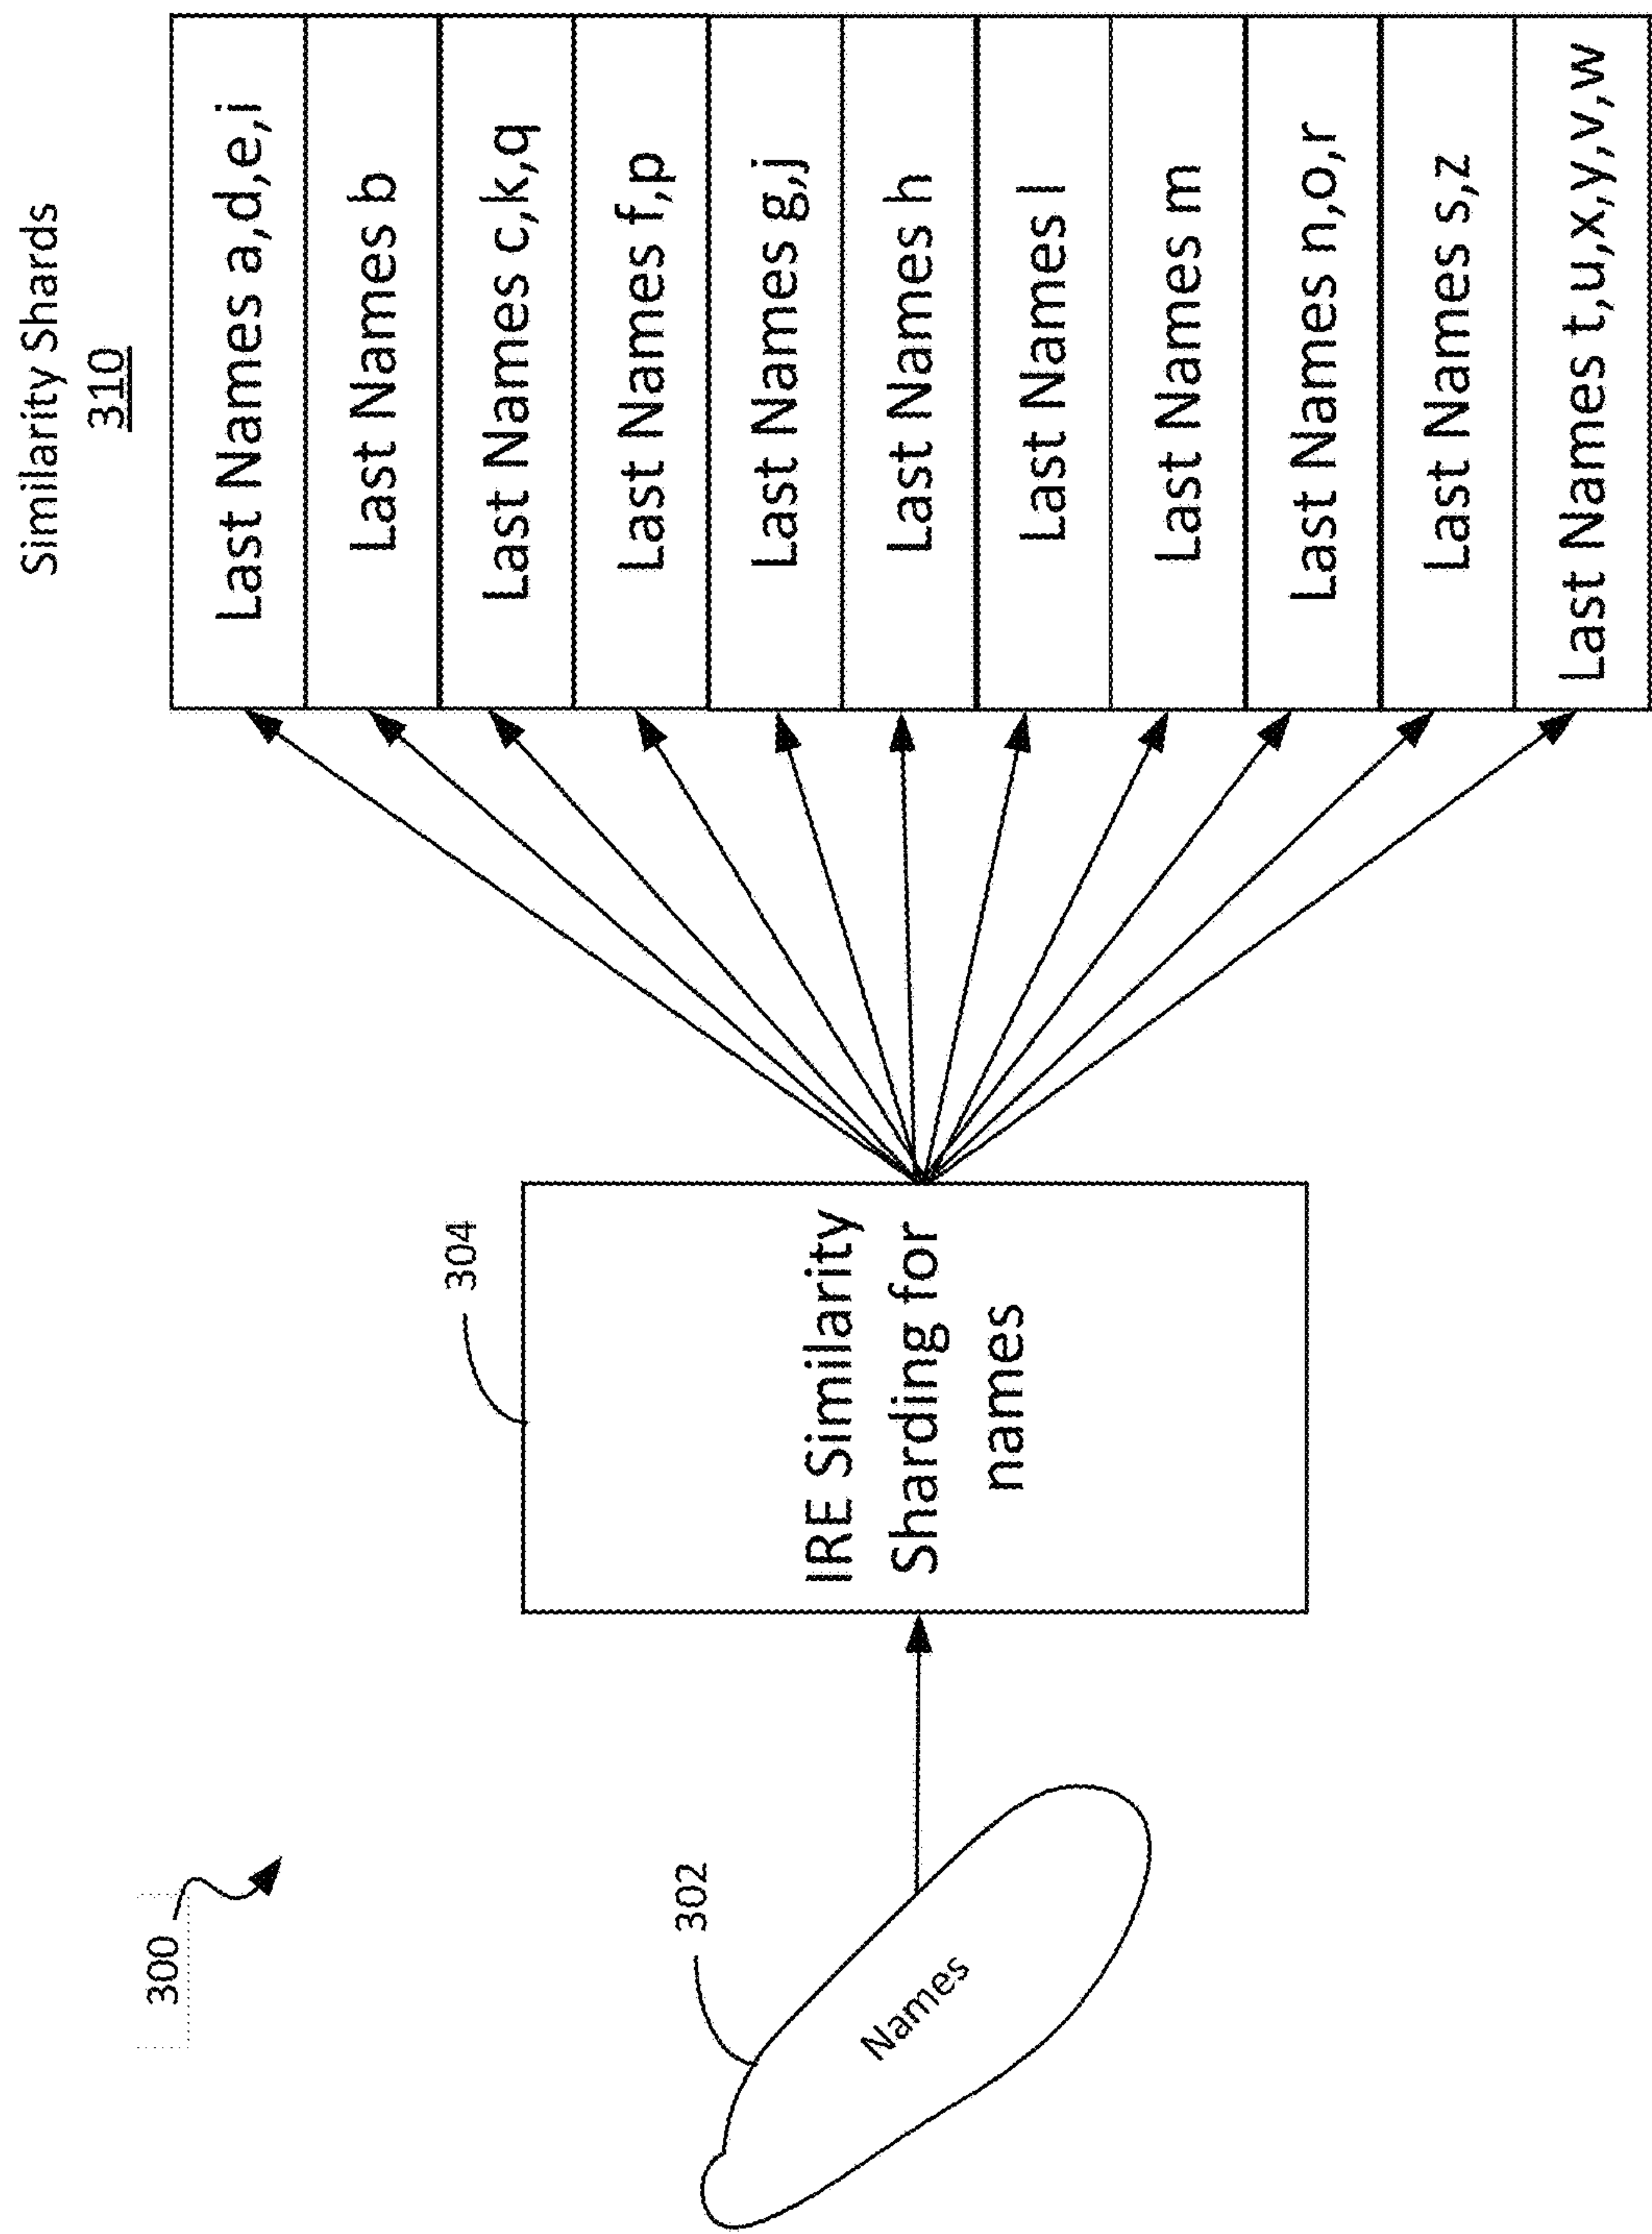 300
302
Names
304
IRE Similarity
Sharding for
names
Similarity Shards
310
Last Names a,d,e,i
Last Names b
Last Names c,k,q
Last Names f,p
Last Names g,j
Last Names h
Last Names l
Last Names m
Last Names n,o,r
Last Names s,z
Last Names t,u,x,y,v,w